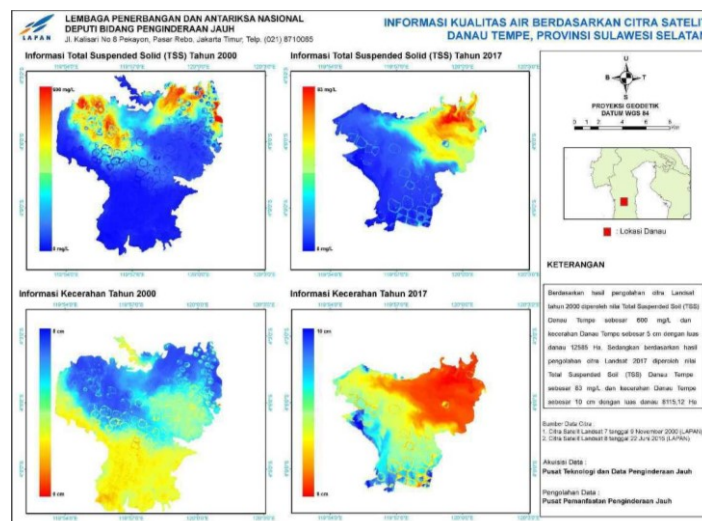 LAPAN
LEMBAGA PENERBANGAN DAN ANTARIKSA NASIONAL
DEPUTI BIDANG PENGINDERAAN JAUH
Jl. Kalisari No 8 Pekayon, Pasar Rebo, Jakarta Timur, Telp. (021) 8710065
INFORMASI KUALITAS AIR BERDASARKAN CITRA SATELIT
DANAU TEMPE, PROVINSI SULAWESI SELATAN
Informasi Total Suspended Solid (TSS) Tahun 2000
600 mg/L
0 mg/L
Informasi Total Suspended Solid (TSS) Tahun 2017
83 mg/L
0 mg/L
Informasi Kecerahan Tahun 2000
0 cm
Informasi Kecerahan Tahun 2017
10 cm
0 cm
U
B T
S
PROYEKSI GEODETIK
DATUM WGS 84
: Lokasi Danau
KETERANGAN
Berdasarkan hasil pengolahan citra Landsat
tahun 2000 diperoleh nilai Total Suspended Soil (TSS)
Danau Tempe sebesar 600 mg/L dan
kecerahan Danau Tempe sebesar 5 cm dengan luas
danau 12585 Ha. Sedangkan berdasarkan hasil
pengolahan citra Landsat 2017 diperoleh nilai
Total Suspended Soil (TSS) Danau Tempe
sebesar 83 mg/L dan kecerahan Danau Tempe
sebesar 10 cm dengan luas danau 8115,12 Ha
Sumber Data Citra :
1. Citra Satelit Landsat 7 tanggal 9 November 2000 (LAPAN)
2. Citra Satelit Landsat 8 tanggal 22 Juni 2015 (LAPAN)
Akuisisi Data :
Pusat Teknologi dan Data Penginderaan Jauh
Pengolahan Data :
Pusat Pemanfaatan Penginderaan Jauh